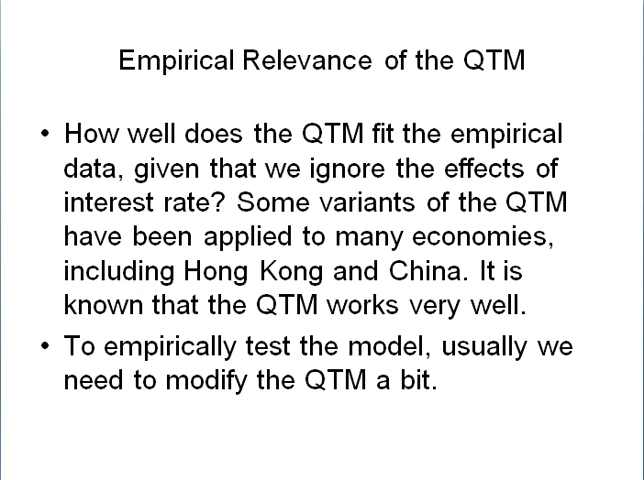 Empirical Relevance of the QTM
• How well does the QTM fit the empirical
data, given that we ignore the effects of
interest rate? Some variants of the QTM
have been applied to many economies,
including Hong Kong and China. It is
known that the QTM works very well.
• To empirically test the model, usually we
need to modify the QTM a bit.